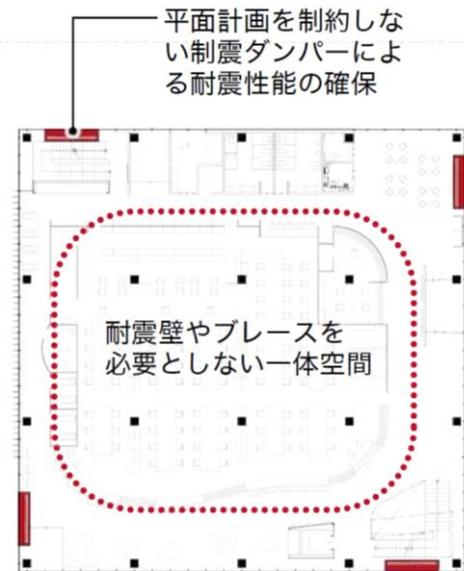 平面計画を制約しな
い制震ダンパーによ
る耐震性能の確保
耐震壁やブレースを
必要としない一体空間